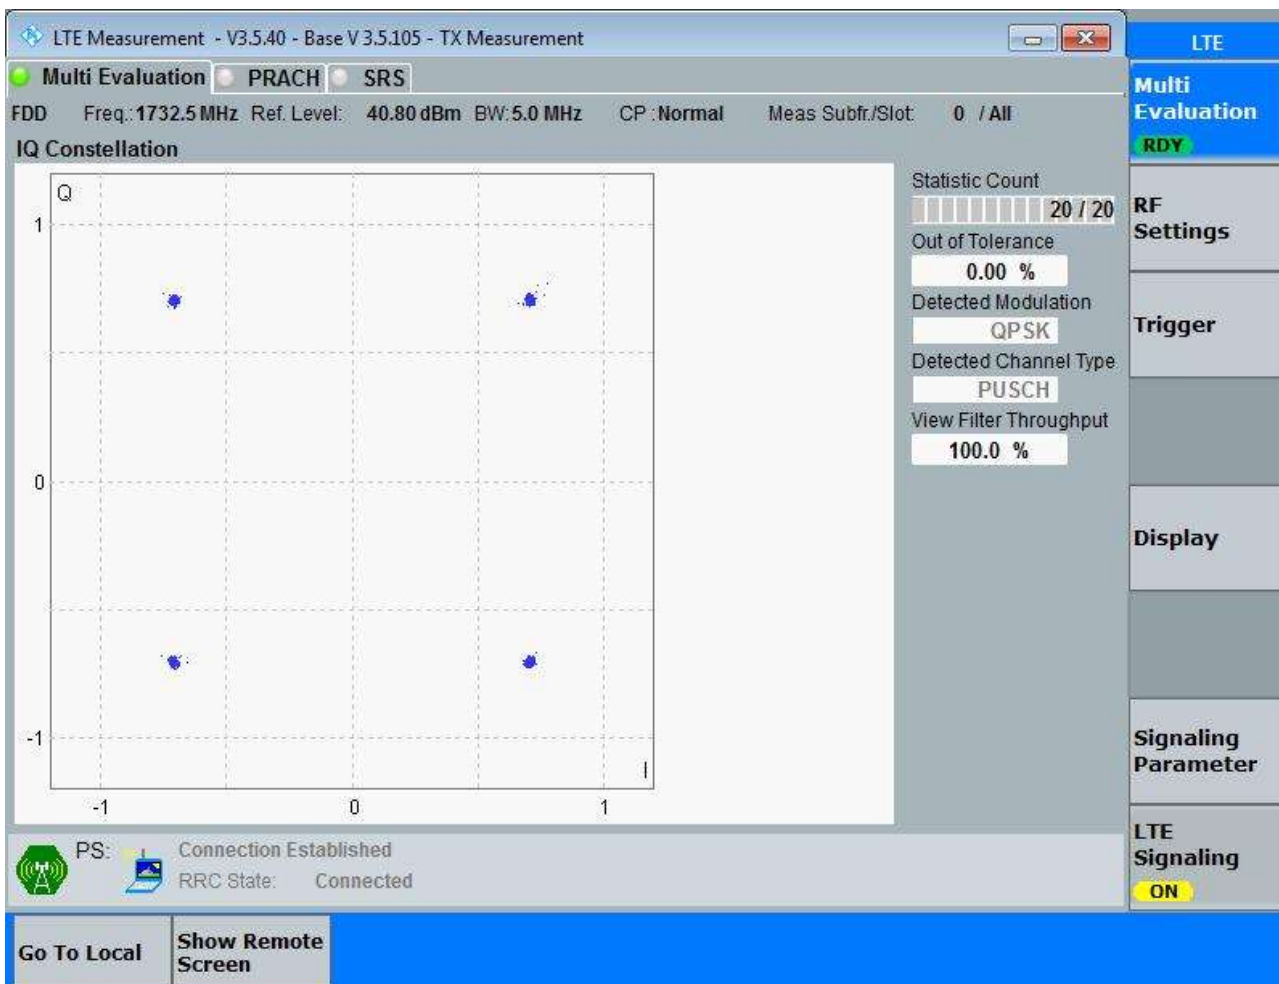 LTE Measurement - V3.5.40 - Base V 3.5.105 - TX Measurement
LTE
Multi Evaluation PRACH SRS
Multi
Evaluation
RDY
FDD Freq.: 1732.5 MHz Ref. Level: 40.80 dBm BW: 5.0 MHz CP : Normal Meas Subfr./Slot: 0 / All
IQ Constellation
Q
1
0
-1
I
-1 0 1
Statistic Count
20 / 20
Out of Tolerance
0.00 %
Detected Modulation
QPSK
Detected Channel Type
PUSCH
View Filter Throughput
100.0 %
RF
Settings
Trigger
Display
Signaling
Parameter
LTE
Signaling
ON
PS: Connection Established
RRC State: Connected
Go To Local
Show Remote
Screen